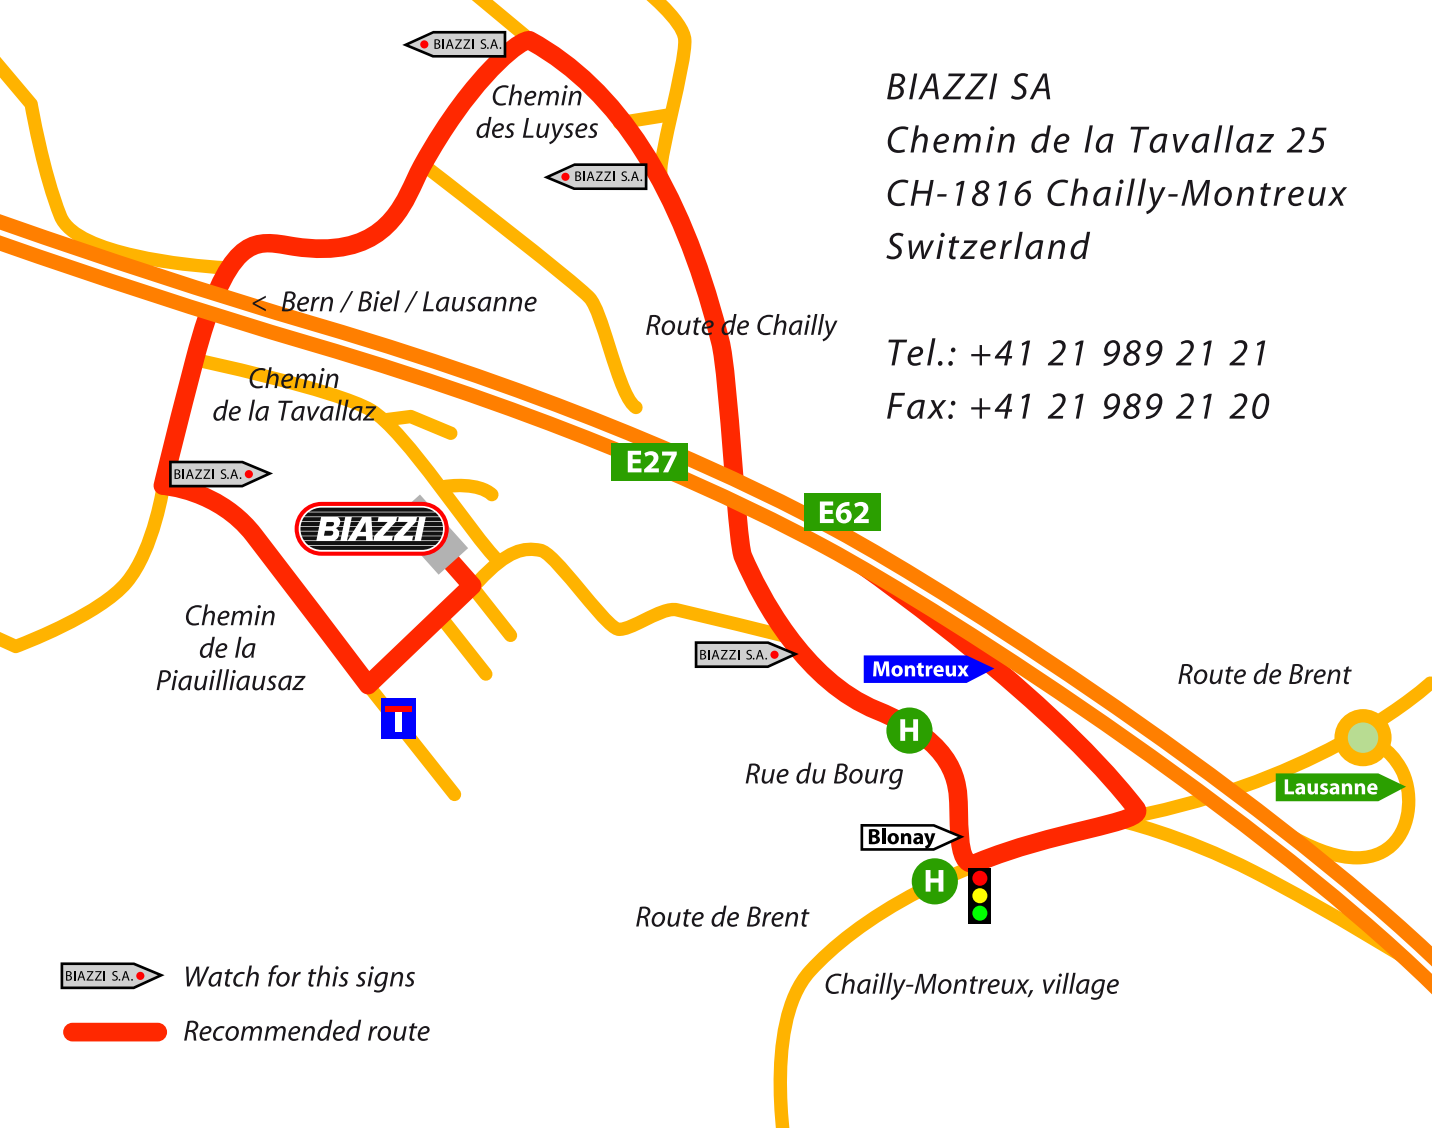 BIAZZI S.A.
Chemin
des Luyses
BIAZZI S.A.
BIAZZI SA
Chemin de la Tavallaz 25
CH-1816 Chailly-Montreux
Switzerland
Tel.: +41 21 989 21 21
Fax: +41 21 989 21 20
< Bern / Biel / Lausanne
Route de Chailly
Chemin
de la Tavallaz
E27
BIAZZI S.A.
BIAZZI
E62
Chemin
de la
Piauilliausaz
BIAZZI S.A.
Montreux
Route de Brent
H
Rue du Bourg
Lausanne
Blonay
H
Route de Brent
Chailly-Montreux, village
BIAZZI S.A.
Watch for this signs
Recommended route